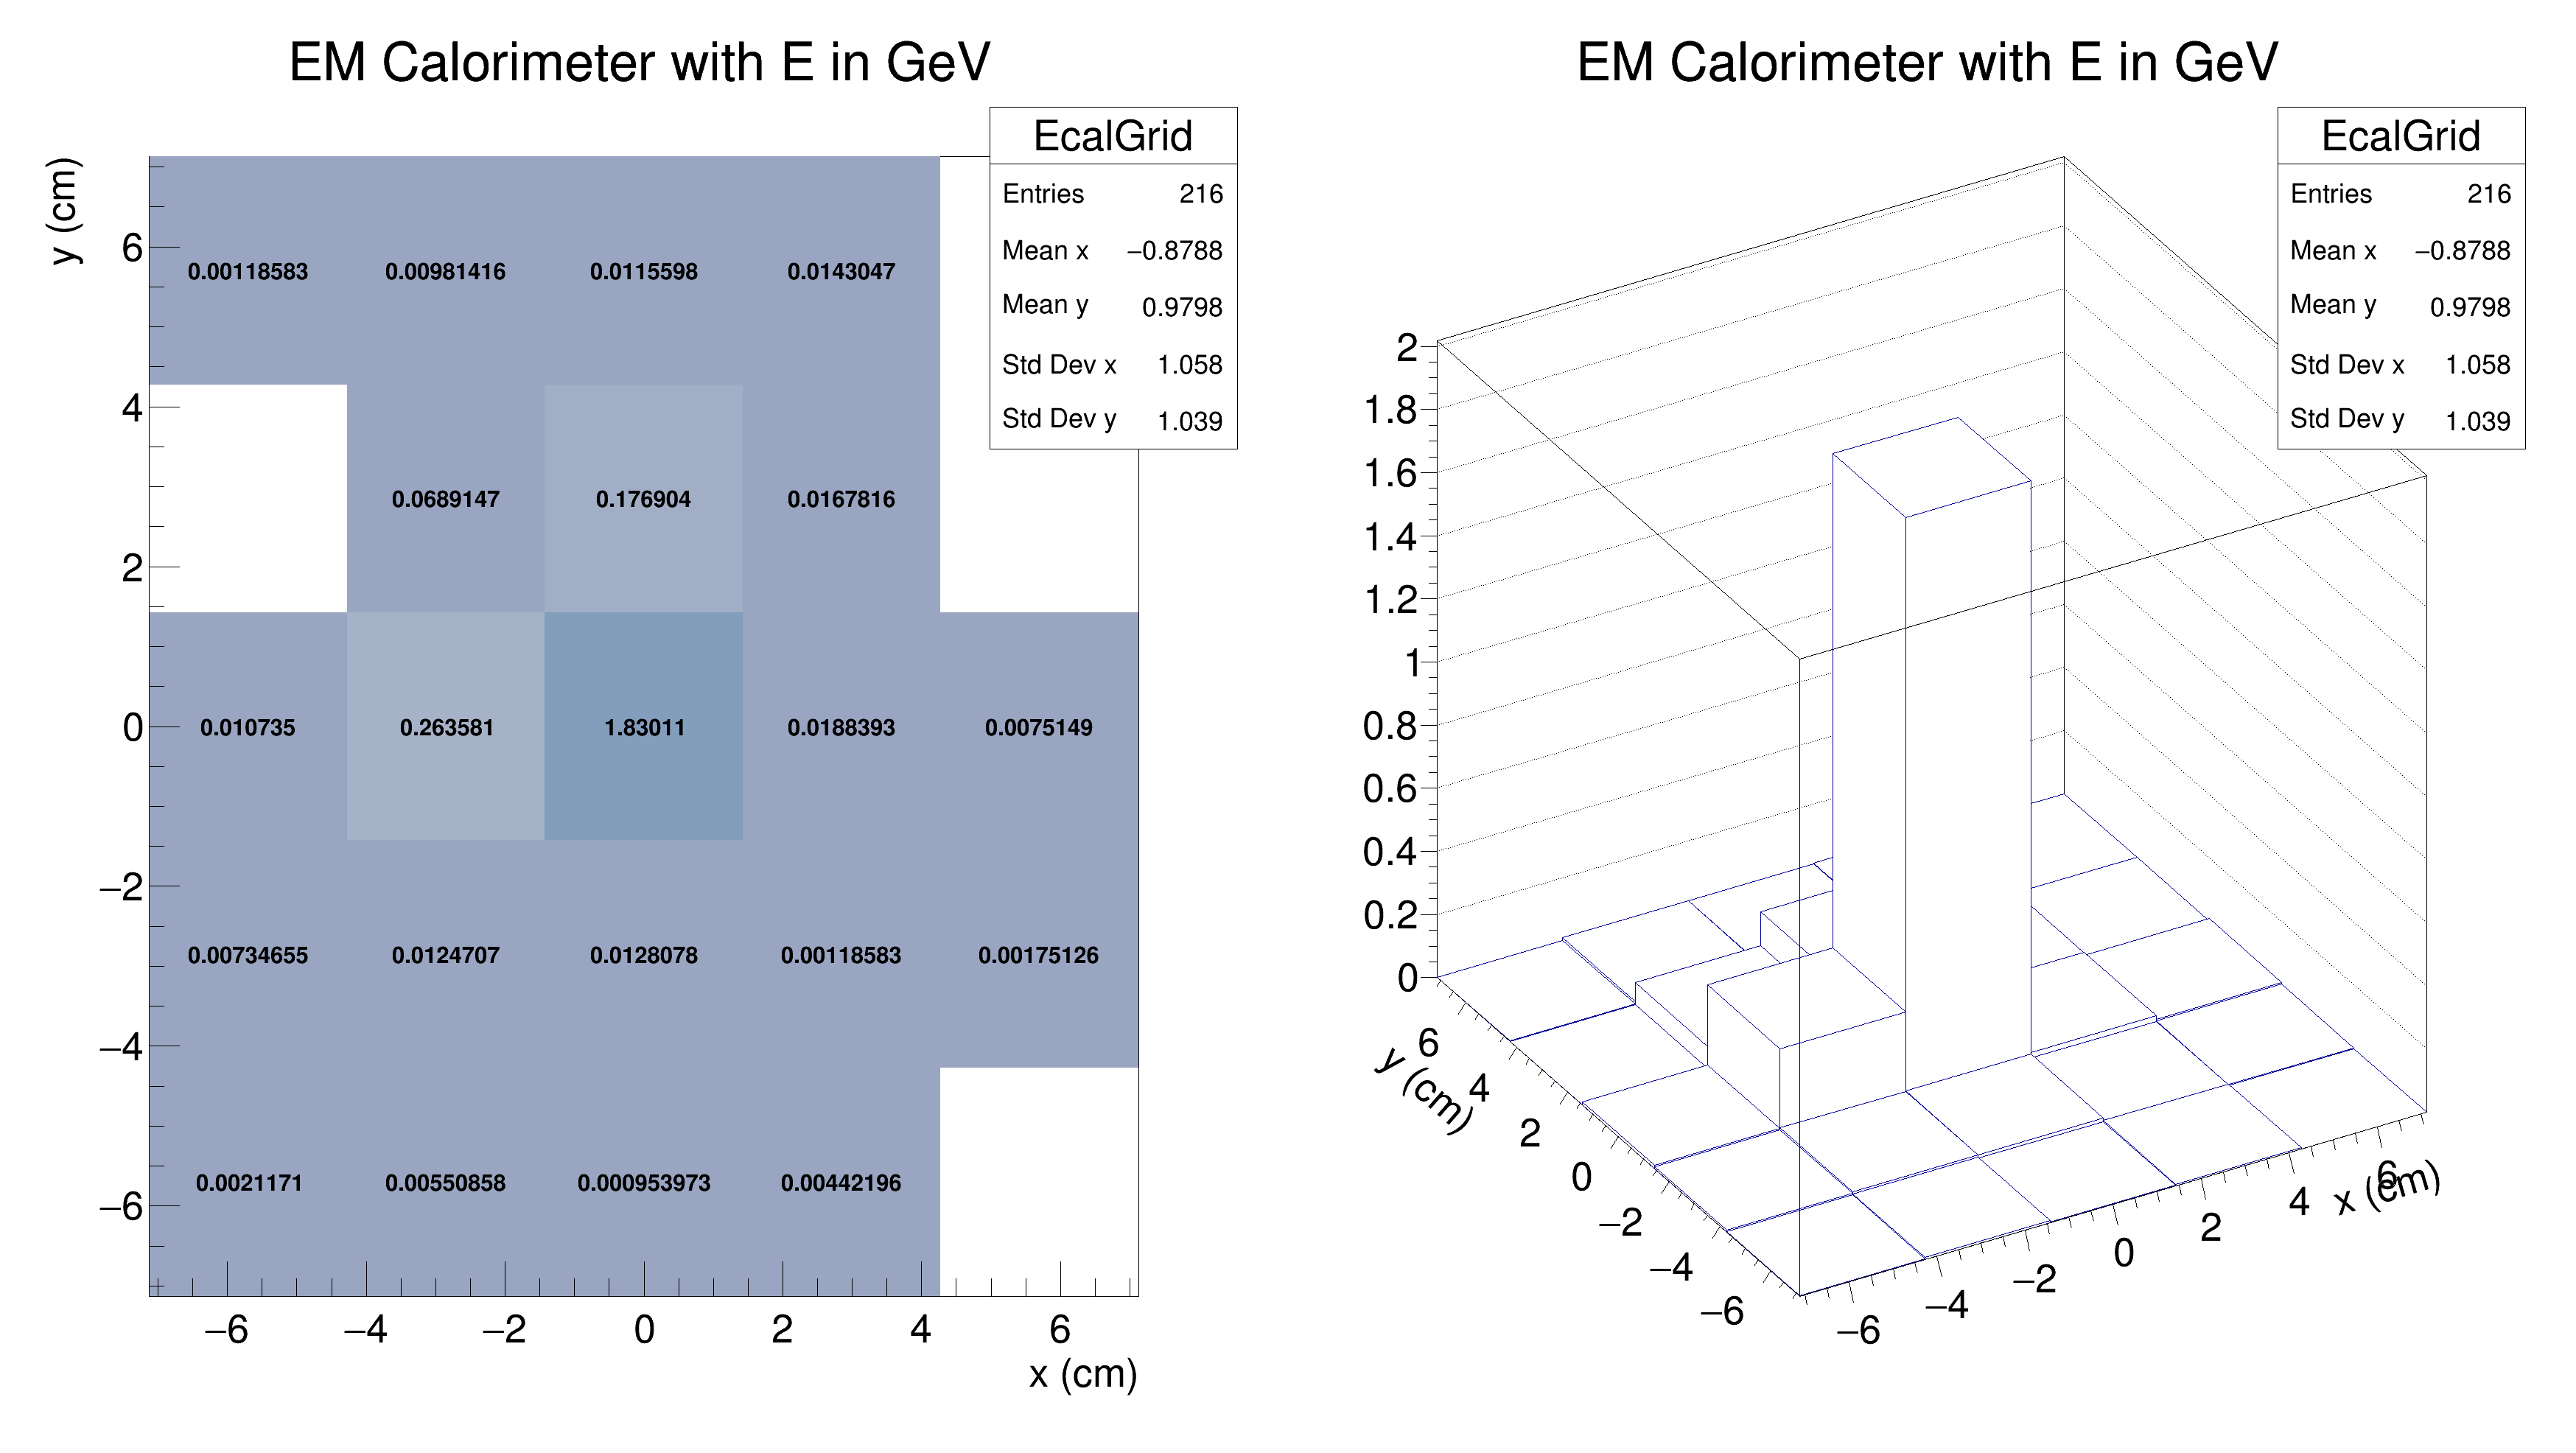 EM Calorimeter with E in GeV
EcalGrid
Entries 216
Mean x −0.8788
Mean y 0.9798
Std Dev x 1.058
Std Dev y 1.039
y (cm)
6
4
2
0
−2
−4
−6
0.00118583 0.00981416 0.0115598 0.0143047
0.0689147 0.176904 0.0167816
0.010735 0.263581 1.83011 0.0188393 0.0075149
0.00734655 0.0124707 0.0128078 0.00118583 0.00175126
0.0021171 0.00550858 0.000953973 0.00442196
−6 −4 −2 0 2 4 6
x (cm)
EM Calorimeter with E in GeV
EcalGrid
Entries 216
Mean x −0.8788
Mean y 0.9798
Std Dev x 1.058
Std Dev y 1.039
2
1.8
1.6
1.4
1.2
1
0.8
0.6
0.4
0.2
0
y (cm)
6
4
2
0
−2
−4
−6
−6 −4 −2 0 2 4 6
x (cm)